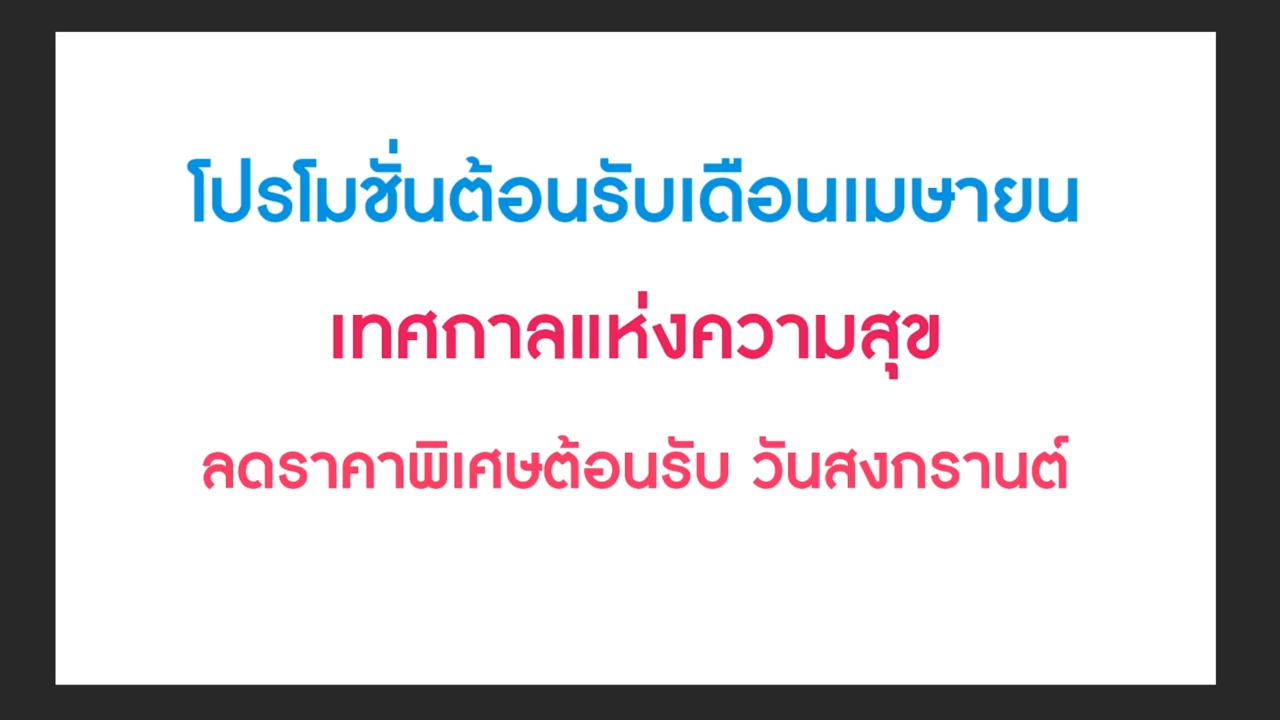 โปรโมชั่นต้อนรับเดือนเมษายน
เทศกาลแห่งความสุข
ลดราคาพิเศษต้อนรับ วันสงกรานต์